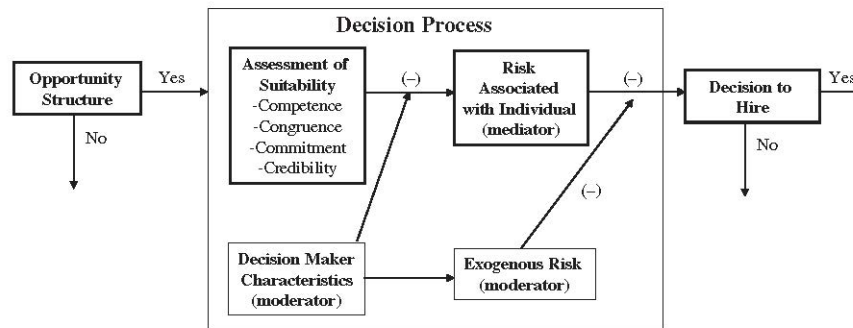 Decision Process
Opportunity
Structure
Yes
No
Assessment of
Suitability
-Competence
-Congruence
-Commitment
-Credibility
(–)
Risk
Associated
with Individual
(mediator)
(–)
Decision to
Hire
Yes
No
(–)
Decision Maker
Characteristics
(moderator)
Exogenous Risk
(moderator)